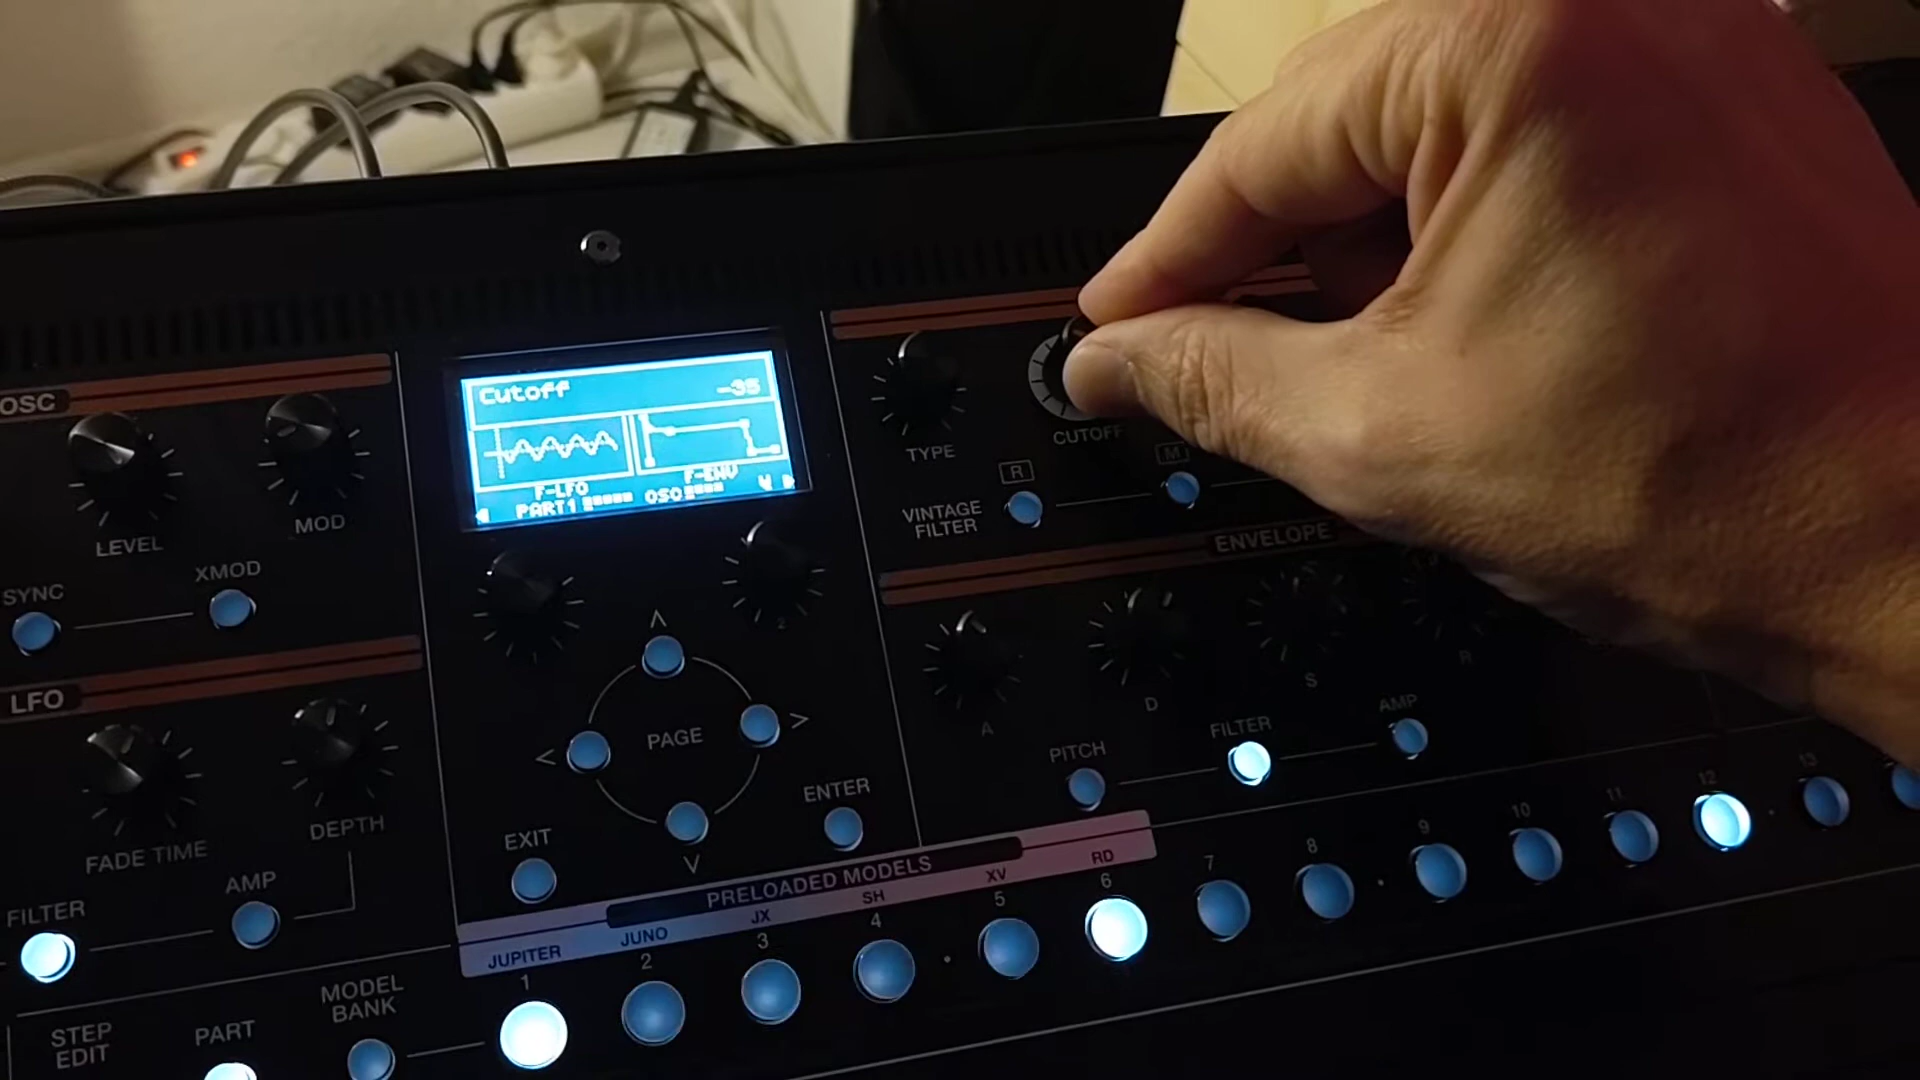 Cutoff -35
F-LFO F-ENV
PART1 OSC
OSC
LEVEL
MOD
SYNC
XMOD
LFO
FADE TIME
DEPTH
FILTER
AMP
STEP
EDIT
PART
MODEL
BANK
PAGE
EXIT
ENTER
TYPE
CUTOFF
VINTAGE
FILTER
R
M
ENVELOPE
A
D
S
R
PITCH
FILTER
AMP
PRELOADED MODELS
JUPITER
JUNO
JX
SH
XV
RD
1
2
3
4
5
6
7
8
9
10
11
12
13
2